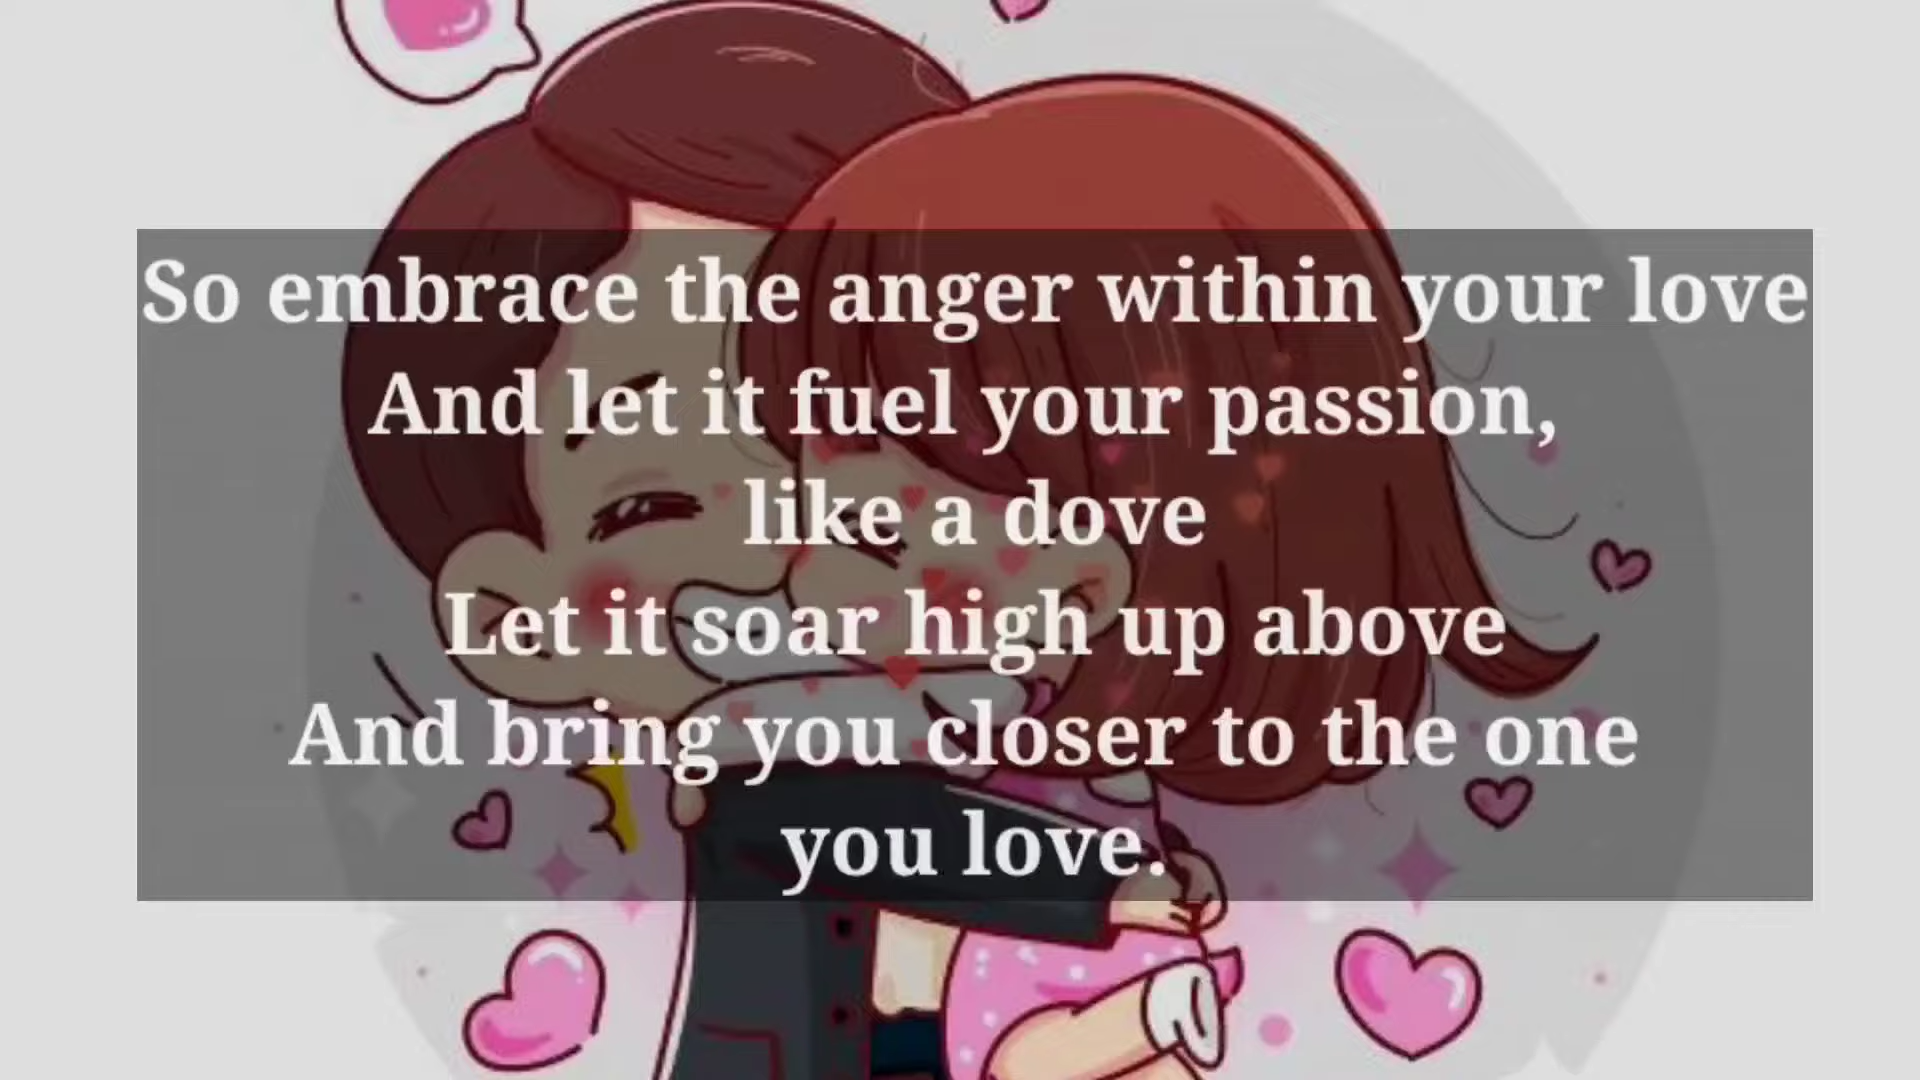 So embrace the anger within your love
And let it fuel your passion,
like a dove
Let it soar high up above
And bring you closer to the one
you love.